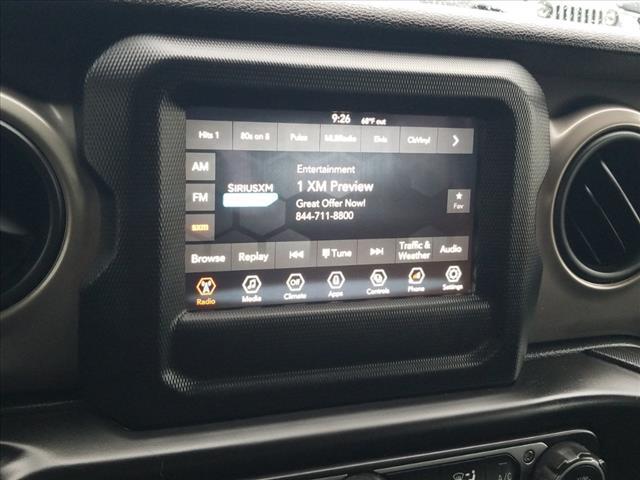 9:26 68°F out
Hits 1 80s on 8 Pulse MLBRadio Elvis ClsVinyl
AM
FM
sxm
SIRIUSXM
Entertainment
1 XM Preview
Great Offer Now!
844-711-8800
Fav
Browse Replay Tune Traffic & Weather Audio
Radio Media Off Climate Apps Controls Phone Settings
A/C